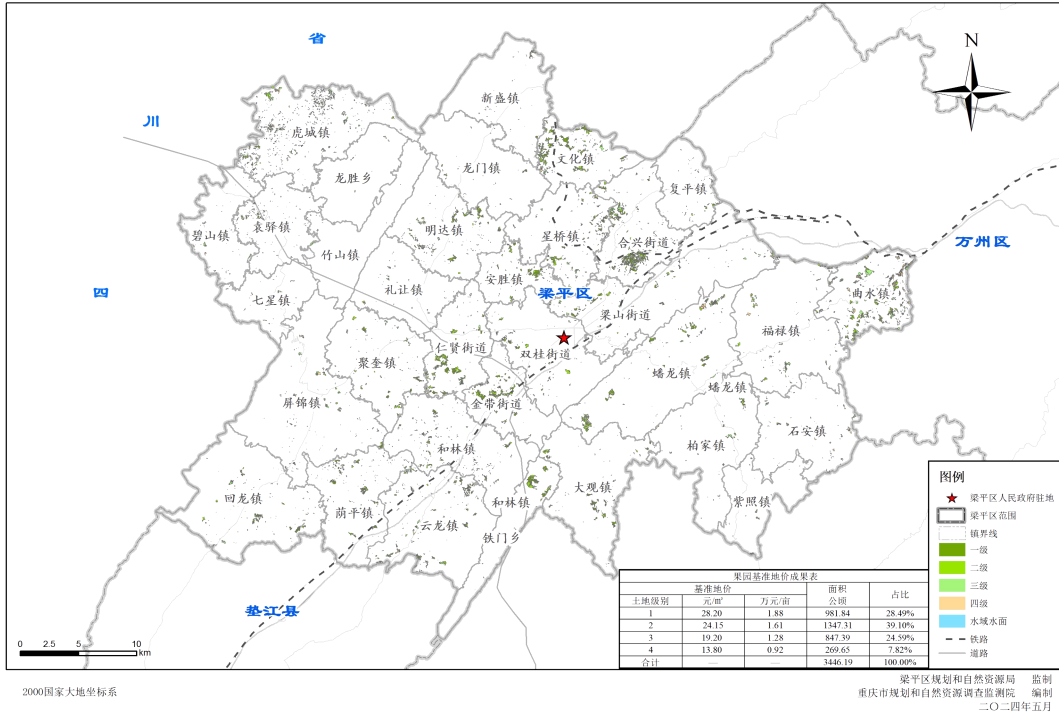 省
川
西
N
新盛镇
虎城镇
文化镇
龙门镇
龙胜乡
复平镇
袁驿镇
碧山镇
明达镇
星桥镇
合兴街道
万州区
竹山镇
安胜镇
礼让镇
七星镇
梁平区
曲水镇
梁山街道
福禄镇
仁贤街道
双桂街道
聚奎镇
蟠龙镇
蟠龙镇
屏锦镇
金带街道
石安镇
柏家镇
和林镇
大观镇
回龙镇
荫平镇
和林镇
紫照镇
云龙镇
铁门乡
垫江县
图例
梁平区人民政府驻地
梁平区范围
镇界线
一级
二级
三级
四级
水域水面
铁路
道路
果园基准地价成果表
土地级别 基准地价 面积 占比
元/㎡ 万元/亩 公顷
1 28.20 1.88 981.84 28.49%
2 24.15 1.61 1347.31 39.10%
3 19.20 1.28 847.39 24.59%
4 13.80 0.92 269.65 7.82%
合计 — — 3446.19 100.00%
0 2.5 5 10
km
2000国家大地坐标系
梁平区规划和自然资源局 监制
重庆市规划和自然资源调查监测院 编制
二〇二四年五月